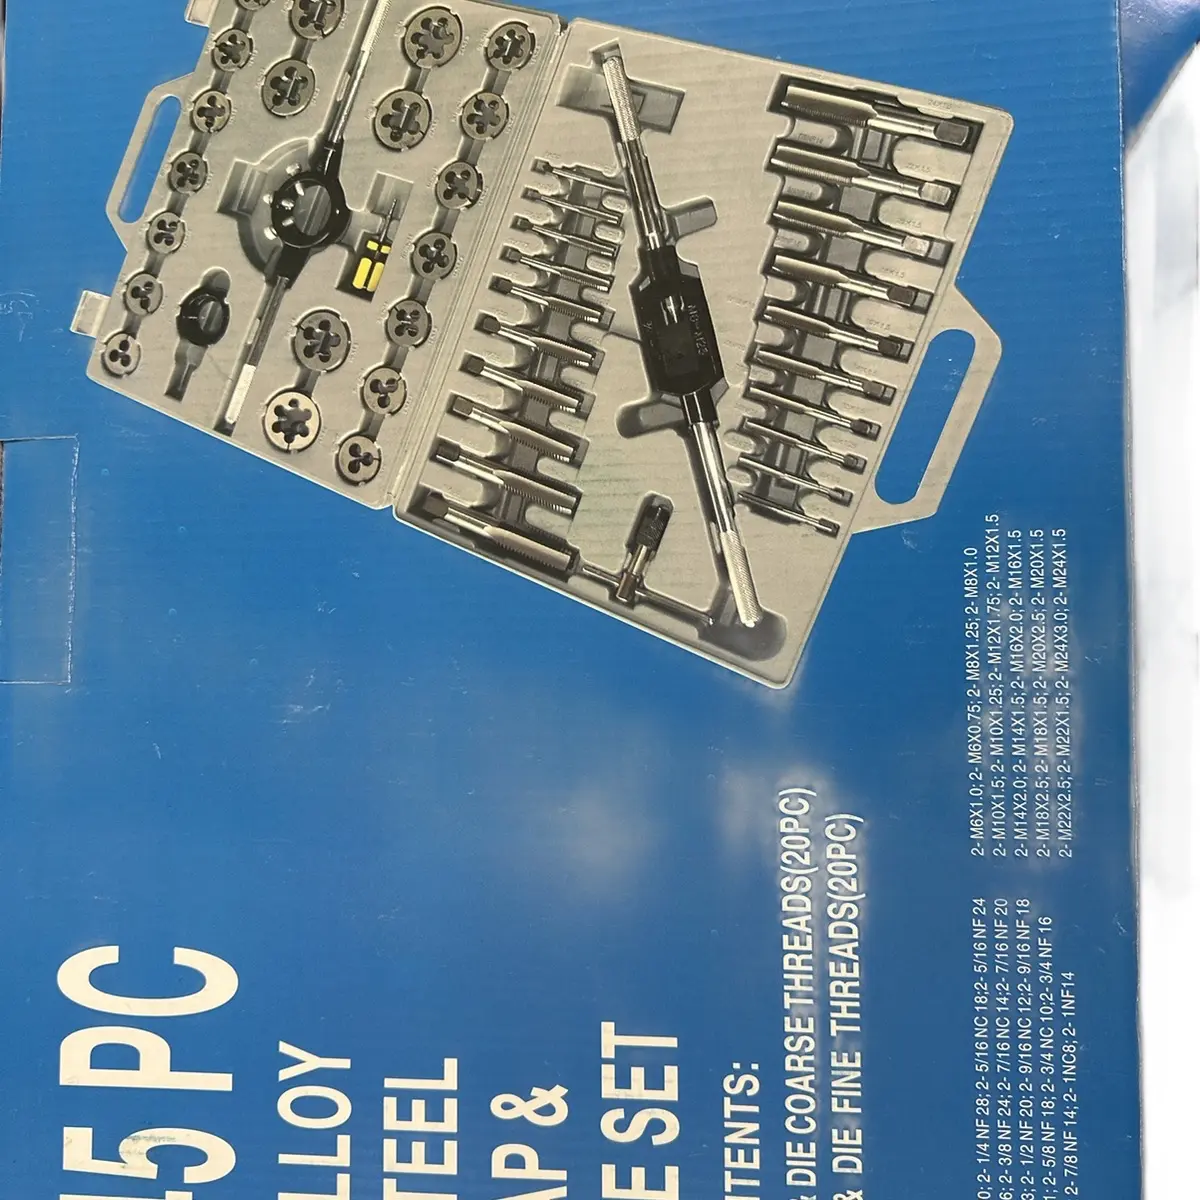 15 PC
LLOY
TEEL
AP &
E SET
TENTS:
& DIE COARSE THREADS(20PC)
& DIE FINE THREADS(20PC)
2- 1/4 NF 28; 2- 5/16 NC 18;2- 5/16 NF 24
2- 3/8 NF 24; 2- 7/16 NC 14;2- 7/16 NF 20
2- 1/2 NF 20; 2- 9/16 NC 12;2- 9/16 NF 18
2- 5/8 NF 18; 2- 3/4 NC 10;2- 3/4 NF 16
2- 7/8 NF 14; 2- 1NC8; 2- 1NF14
2- M6X1.0; 2- M6X0.75; 2- M8X1.25; 2- M8X1.0
2- M10X1.5; 2- M10X1.25; 2- M12X1.75; 2- M12X1.5
2- M14X2.0; 2- M14X1.5; 2- M16X2.0; 2- M16X1.5
2- M18X2.5; 2- M18X1.5; 2- M20X2.5; 2- M20X1.5
2- M22X2.5; 2- M22X1.5; 2- M24X3.0; 2- M24X1.5